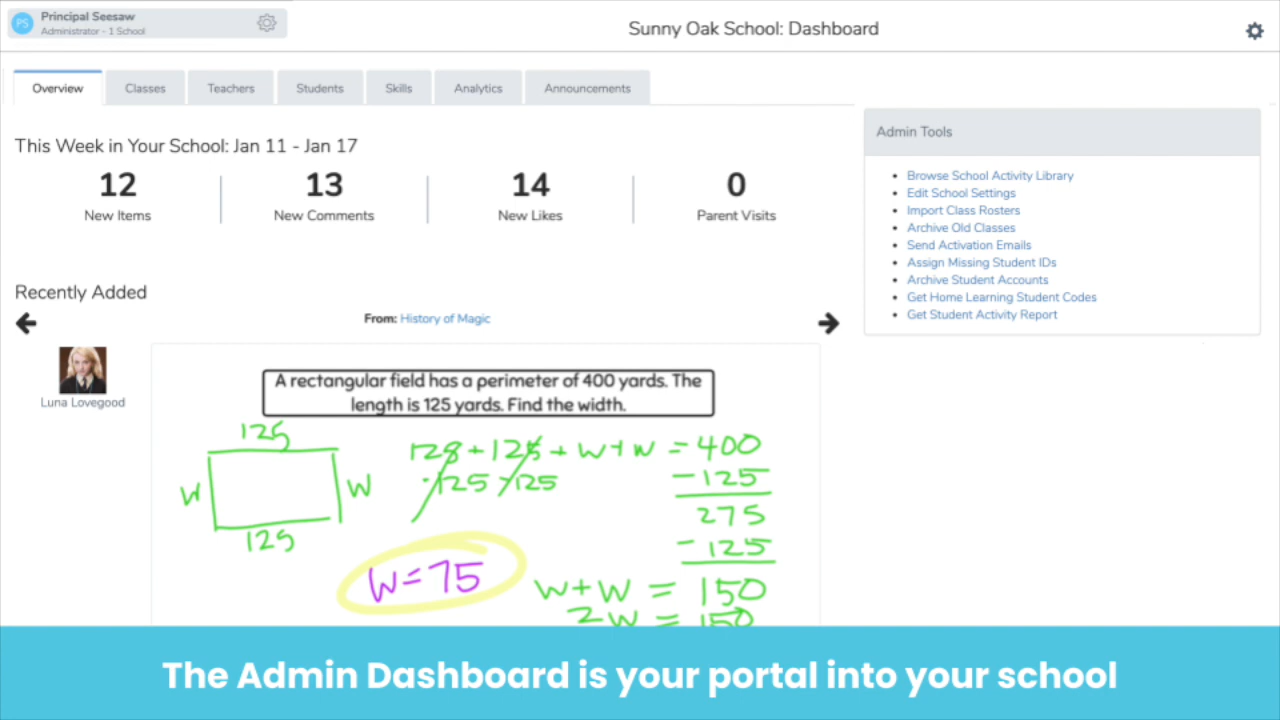 PS
Principal Seesaw
Administrator - 1 School
Sunny Oak School: Dashboard
Overview
Classes
Teachers
Students
Skills
Analytics
Announcements
This Week in Your School: Jan 11 - Jan 17
12
New Items
13
New Comments
14
New Likes
0
Parent Visits
Admin Tools
Browse School Activity Library
Edit School Settings
Import Class Rosters
Archive Old Classes
Send Activation Emails
Assign Missing Student IDs
Archive Student Accounts
Get Home Learning Student Codes
Get Student Activity Report
Recently Added
From: History of Magic
Luna Lovegood
A rectangular field has a perimeter of 400 yards. The
length is 125 yards. Find the width.
125
W
W
125
125 + 125 + W + W = 400
-125 -125
-125
275
-125
W + W = 150
2W = 150
W = 75
The Admin Dashboard is your portal into your school